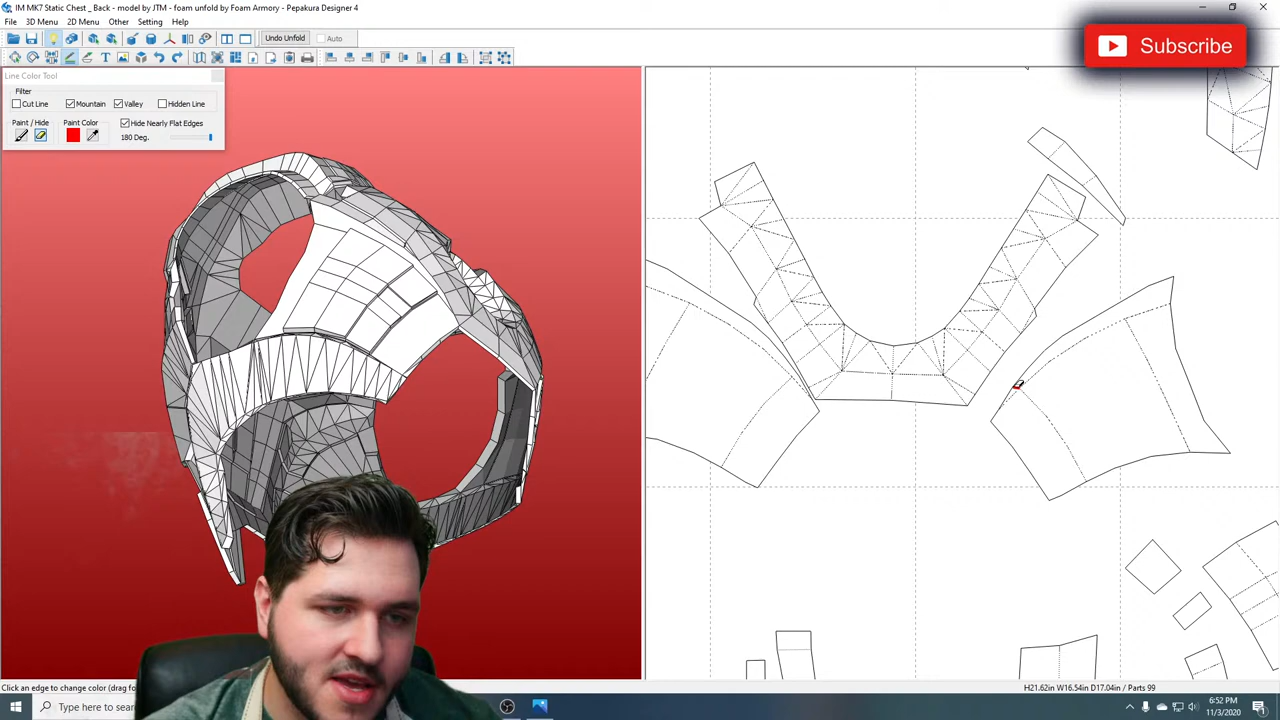 IM MK7 Static Chest _ Back - model by JTM - foam unfold by Foam Armory - Pepakura Designer 4
File 3D Menu 2D Menu Other Setting Help
Undo Unfold Auto
Subscribe
Line Color Tool
Filter
Cut Line Mountain Valley Hidden Line
Paint / Hide Paint Color Hide Nearly Flat Edges
180 Deg.
Click an edge to change color (drag fo
H21.62in W16.54in D17.04in / Parts 99
Type here to sear
6:52 PM
11/3/2020